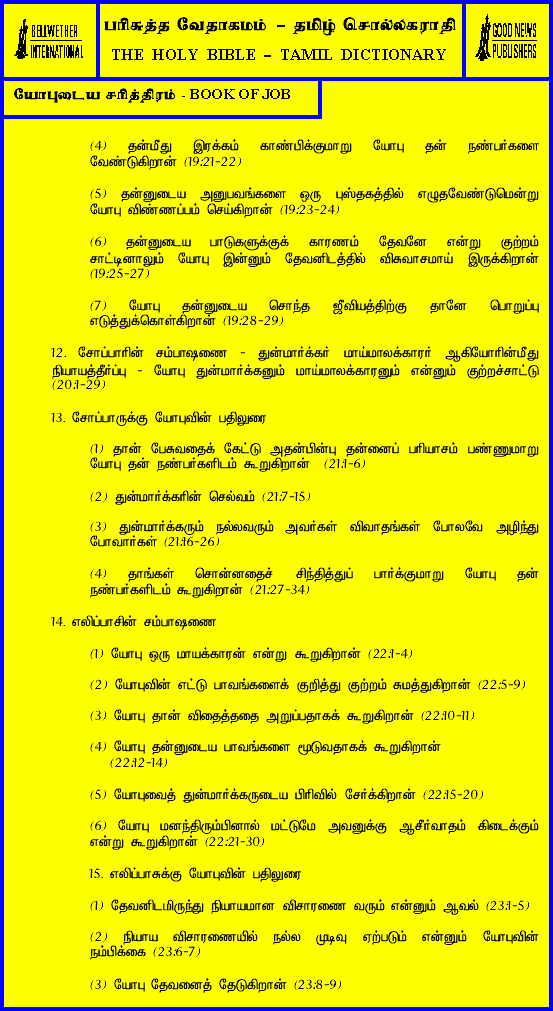 BELLWETHER
INTERNATIONAL
பரிசுத்த வேதாகமம் – தமிழ் சொல்லகராதி
THE HOLY BIBLE – TAMIL DICTIONARY
GOOD NEWS
PUBLISHERS
யோபுடைய சரித்திரம் - BOOK OF JOB
(4) தன்மீது இரக்கம் காண்பிக்குமாறு யோபு தன் நண்பர்களை
வேண்டுகிறான் (19:21-22)
(5) தன்னுடைய அனுபவங்களை ஒரு புஸ்தகத்தில் எழுதவேண்டுமென்று
யோபு விண்ணப்பம் செய்கிறான் (19:23-24)
(6) தன்னுடைய பாடுகளுக்குக் காரணம் தேவனே என்று குற்றம்
சாட்டினாலும் யோபு இன்னும் தேவனிடத்தில் விசுவாசமாய் இருக்கிறான்
(19:25-27)
(7) யோபு தன்னுடைய சொந்த ஜீவியத்திற்கு தானே பொறுப்பு
எடுத்துக்கொள்கிறான் (19:28-29)
12. சோப்பாரின் சம்பாஷணை - துன்மார்க்கர் மாய்மாலக்காரர் ஆகியோரின்மீது
நியாயத்தீர்ப்பு - யோபு துன்மார்க்கனும் மாய்மாலக்காரனும் என்னும் குற்றச்சாட்டு
(20:1-29)
13. சோப்பாருக்கு யோபுவின் பதிலுரை
(1) தான் பேசுவதைக் கேட்டு அதன்பின்பு தன்னைப் பரியாசம் பண்ணுமாறு
யோபு தன் நண்பர்களிடம் கூறுகிறான் (21:1-6)
(2) துன்மார்க்கரின் செல்வம் (21:7-15)
(3) துன்மார்க்கரும் நல்லவரும் அவர்கள் விவாதங்கள் போலவே அழிந்து
போவார்கள் (21:16-26)
(4) தாங்கள் சொன்னதைச் சிந்தித்துப் பார்க்குமாறு யோபு தன்
நண்பர்களிடம் கூறுகிறான் (21:27-34)
14. எலிப்பாசின் சம்பாஷணை
(1) யோபு ஒரு மாயக்காரன் என்று கூறுகிறான் (22:1-4)
(2) யோபுவின் எட்டு பாவங்களைக் குறித்து குற்றம் சுமத்துகிறான் (22:5-9)
(3) யோபு தான் விதைத்ததை அறுப்பதாகக் கூறுகிறான் (22:10-11)
(4) யோபு தன்னுடைய பாவங்களை மூடுவதாகக் கூறுகிறான்
(22:12-14)
(5) யோபுவைத் துன்மார்க்கருடைய பிரிவில் சேர்க்கிறான் (22:15-20)
(6) யோபு மனந்திரும்பினால் மட்டுமே அவனுக்கு ஆசீர்வாதம் கிடைக்கும்
என்று கூறுகிறான் (22:21-30)
15. எலிப்பாசுக்கு யோபுவின் பதிலுரை
(1) தேவனிடமிருந்து நியாயமான விசாரணை வரும் என்னும் ஆவல் (23:1-5)
(2) நியாய விசாரணையில் நல்ல முடிவு ஏற்படும் என்னும் யோபுவின்
நம்பிக்கை (23:6-7)
(3) யோபு தேவனைத் தேடுகிறான் (23:8-9)